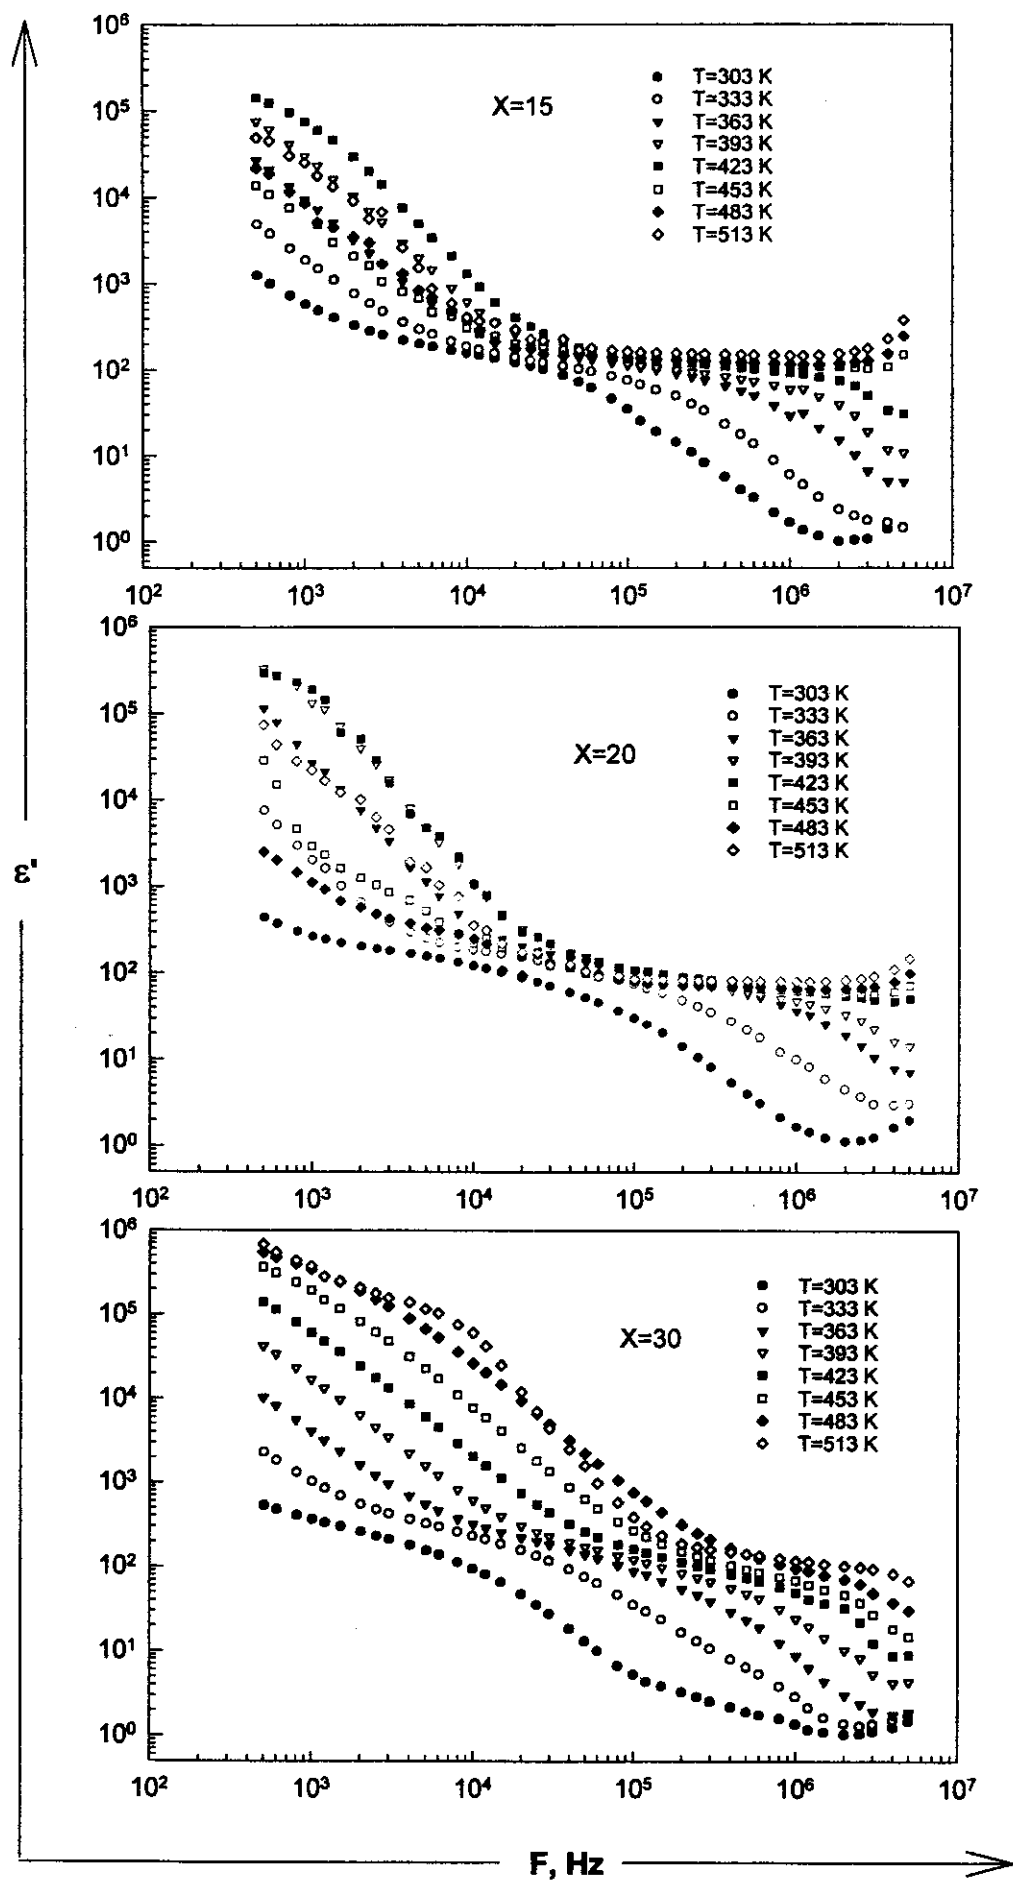 10⁶
10⁵
10⁴
10³
10²
10¹
10⁰
X=15
T=303 K
T=333 K
T=363 K
T=393 K
T=423 K
T=453 K
T=483 K
T=513 K
10² 10³ 10⁴ 10⁵ 10⁶ 10⁷
10⁶
10⁵
10⁴
10³
10²
10¹
10⁰
X=20
T=303 K
T=333 K
T=363 K
T=393 K
T=423 K
T=453 K
T=483 K
T=513 K
10² 10³ 10⁴ 10⁵ 10⁶ 10⁷
ε'
10⁶
10⁵
10⁴
10³
10²
10¹
10⁰
X=30
T=303 K
T=333 K
T=363 K
T=393 K
T=423 K
T=453 K
T=483 K
T=513 K
10² 10³ 10⁴ 10⁵ 10⁶ 10⁷
F, Hz